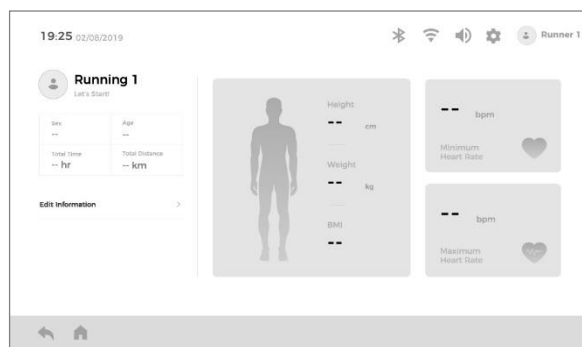 19:25 02/08/2019
Runner 1
Running 1
Let's Start!
Sex
Age
--
--
Total Time
Total Distance
-- hr
-- km
Edit Information
Height
-- cm
Weight
-- kg
BMI
--
-- bpm
Minimum
Heart Rate
-- bpm
Maximum
Heart Rate